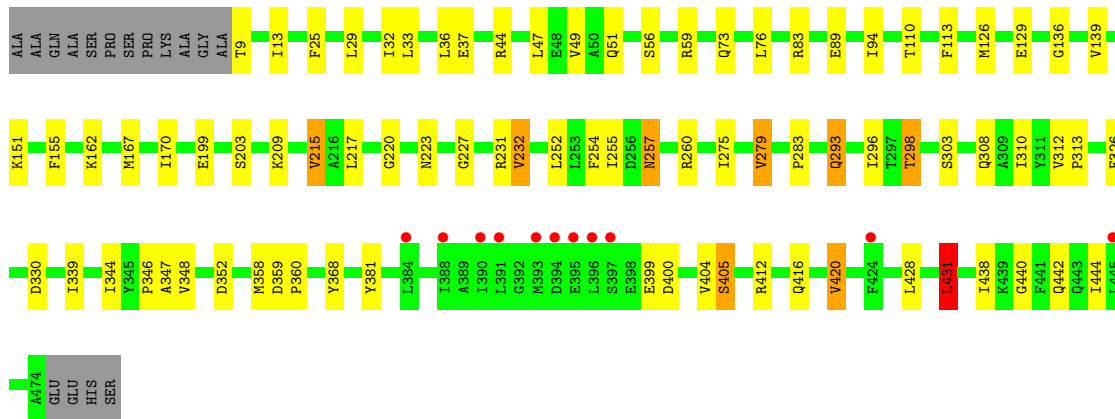 ALA ALA GLN ALA SER PRO SER PRO LYS ALA GLY ALA T9 I13 F25 L29 I32 L33 L36 E37 R44 L47 E48 V49 A50 Q51 S56 R59 Q73 L76 R83 E89 I94 T110 F113 M126 E129 G136 V139
K151 F155 K162 M167 I170 E199 S203 K209 V215 A216 L217 G220 N223 G227 R231 V232 L252 L253 F254 I255 D256 N257 R260 I275 V279 P283 Q293 I296 T297 T298 S303 Q308 A309 I310 Y311 V312 P313
D330 I339 I344 Y345 P346 A347 V348 D352 M358 D359 P360 Y368 Y381 L384 I388 A389 I390 L391 G392 M393 D394 E395 L396 S397 E398 E399 D400 V404 S405 R412 Q416 V420 F424 L428 L431 I438 K439 G440 F441 Q442 Q443 I444 L445
A474 GLU GLU HIS SER